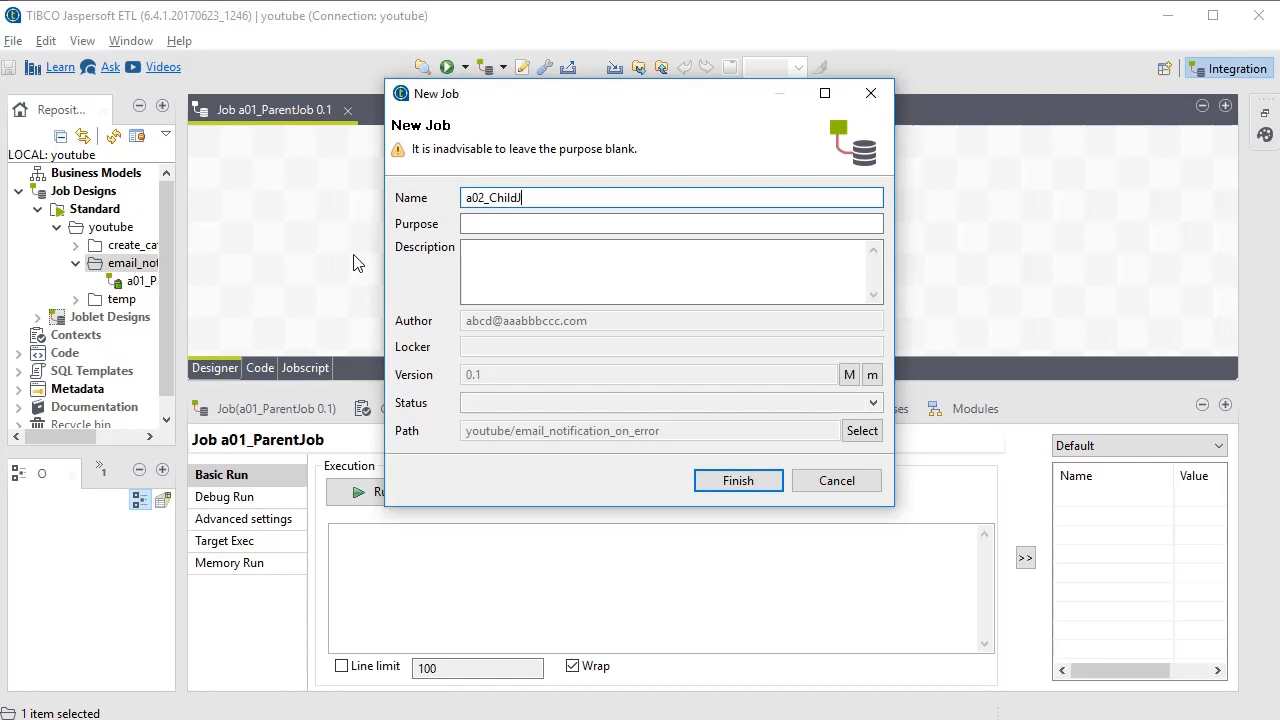 TIBCO Jaspersoft ETL (6.4.1.20170623_1246) | youtube (Connection: youtube)
File Edit View Window Help
Learn Ask Videos
Integration
Reposit...
Job a01_ParentJob 0.1
LOCAL: youtube
Business Models
Job Designs
Standard
youtube
create_ca
email_not
a01_P
temp
Joblet Designs
Contexts
Code
SQL Templates
Metadata
Documentation
Recycle bin
New Job
New Job
It is inadvisable to leave the purpose blank.
Name a02_ChildJ
Purpose
Description
Author abcd@aaabbbccc.com
Locker
Version 0.1 M m
Status
Path youtube/email_notification_on_error Select
Finish Cancel
Designer Code Jobscript
Job(a01_ParentJob 0.1)
Modules
Job a01_ParentJob
Default
Basic Run
Debug Run
Advanced settings
Target Exec
Memory Run
Execution
Ru
Name Value
>>
Line limit 100 Wrap
O
»1
1 item selected